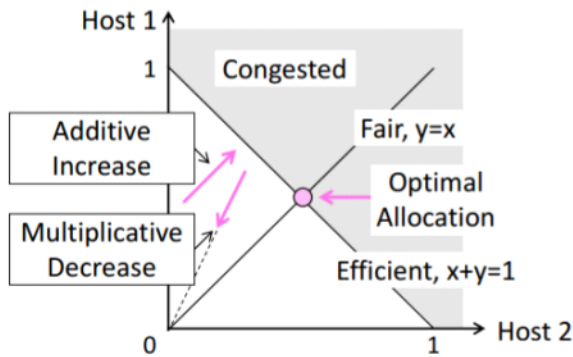 Host 1
1
Congested
Additive
Increase
Fair, y=x
Optimal
Allocation
Multiplicative
Decrease
Efficient, x+y=1
0
1
Host 2